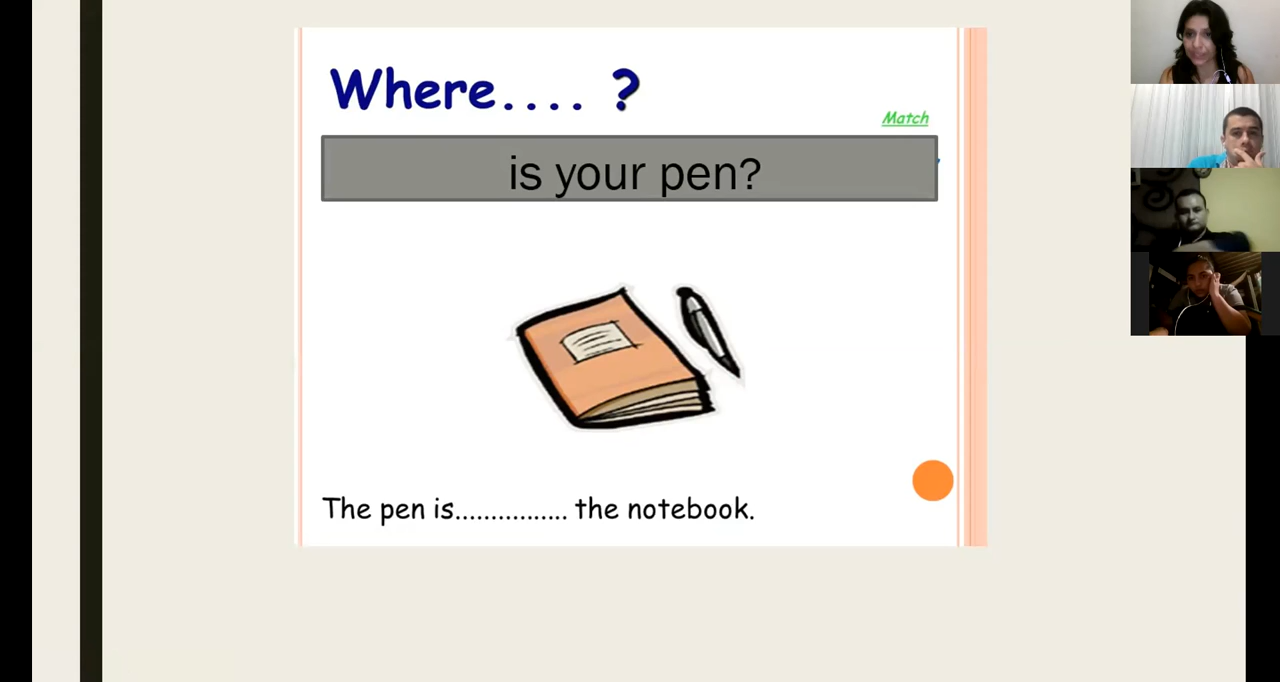 Where.... ?
Match
is your pen?
The pen is................ the notebook.